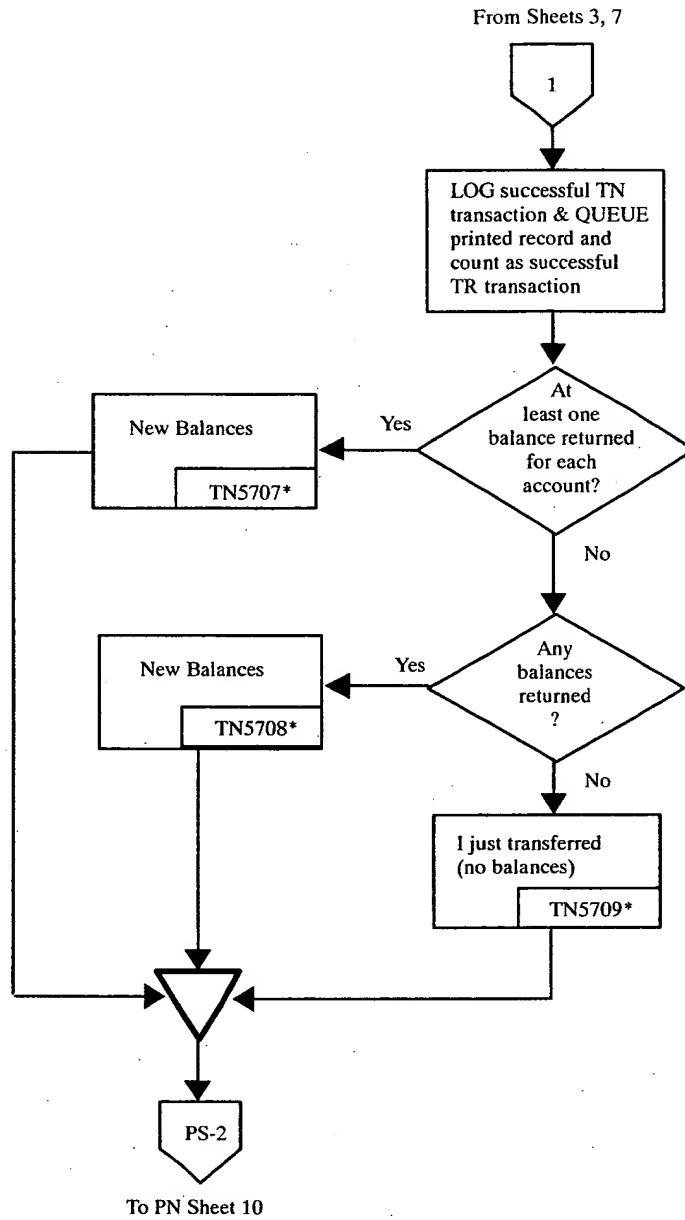 From Sheets 3, 7
1
LOG successful TN
transaction & QUEUE
printed record and
count as successful
TR transaction
At
least one
balance returned
for each
account?
Yes
New Balances
TN5707*
No
Any
balances
returned
?
Yes
New Balances
TN5708*
No
I just transferred
(no balances)
TN5709*
PS-2
To PN Sheet 10